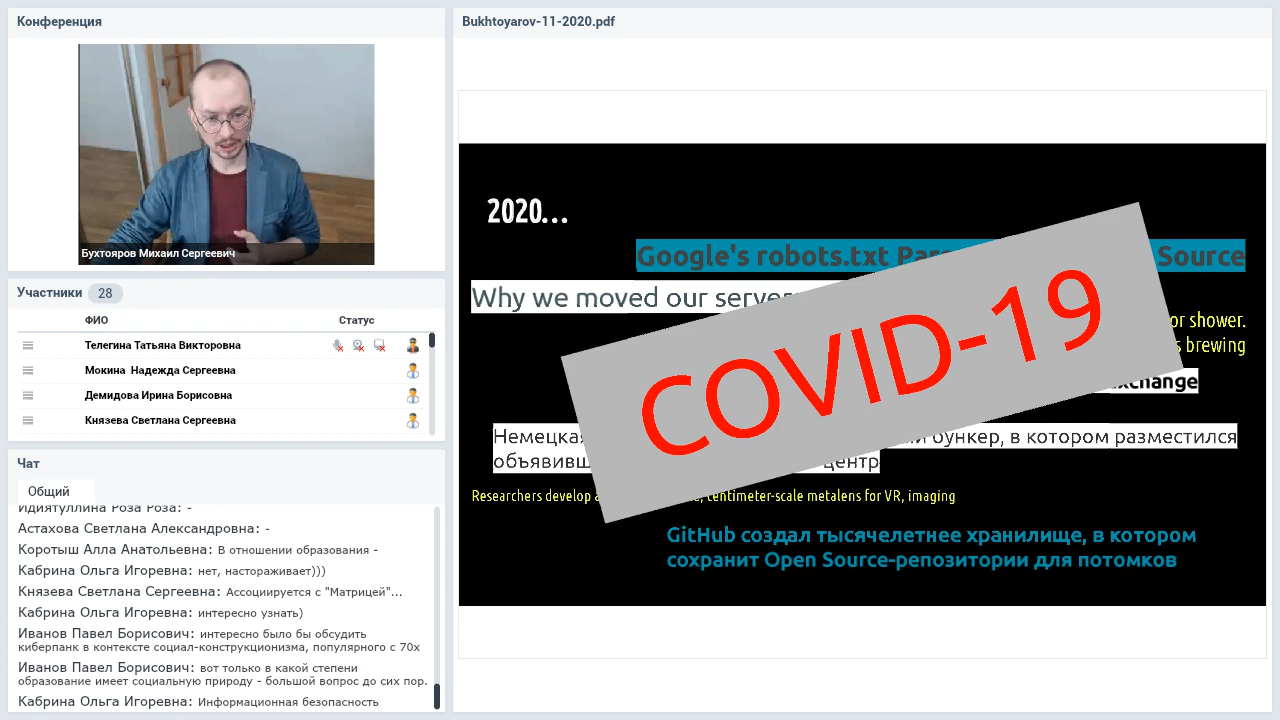 Конференция
Бухтояров Михаил Сергеевич
Участники 28
ФИО Статус
Телегина Татьяна Викторовна
Мокина Надежда Сергеевна
Демидова Ирина Борисовна
Князева Светлана Сергеевна
Чат
Общий
Идиятуллина Роза Роза: -
Астахова Светлана Александровна: -
Коротыш Алла Анатольевна: В отношении образования -
Кабрина Ольга Игоревна: нет, настораживает)))
Князева Светлана Сергеевна: Ассоциируется с "Матрицей"...
Кабрина Ольга Игоревна: интересно узнать)
Иванов Павел Борисович: интересно было бы обсудить
киберпанк в контексте социал-конструкционизма, популярного с 70х
Иванов Павел Борисович: вот только в какой степени
образование имеет социальную природу - большой вопрос до сих пор.
Кабрина Ольга Игоревна: Информационная безопасность
Bukhtoyarov-11-2020.pdf
2020...
Google's robots.txt Source
Why we moved our
or shower.
brewing
COVID-19
бункер, в котором разместился
Researchers develop centimeter-scale metalens for VR, imaging
GitHub создал тысячелетнее хранилище, в котором
сохранит Open Source-репозитории для потомков